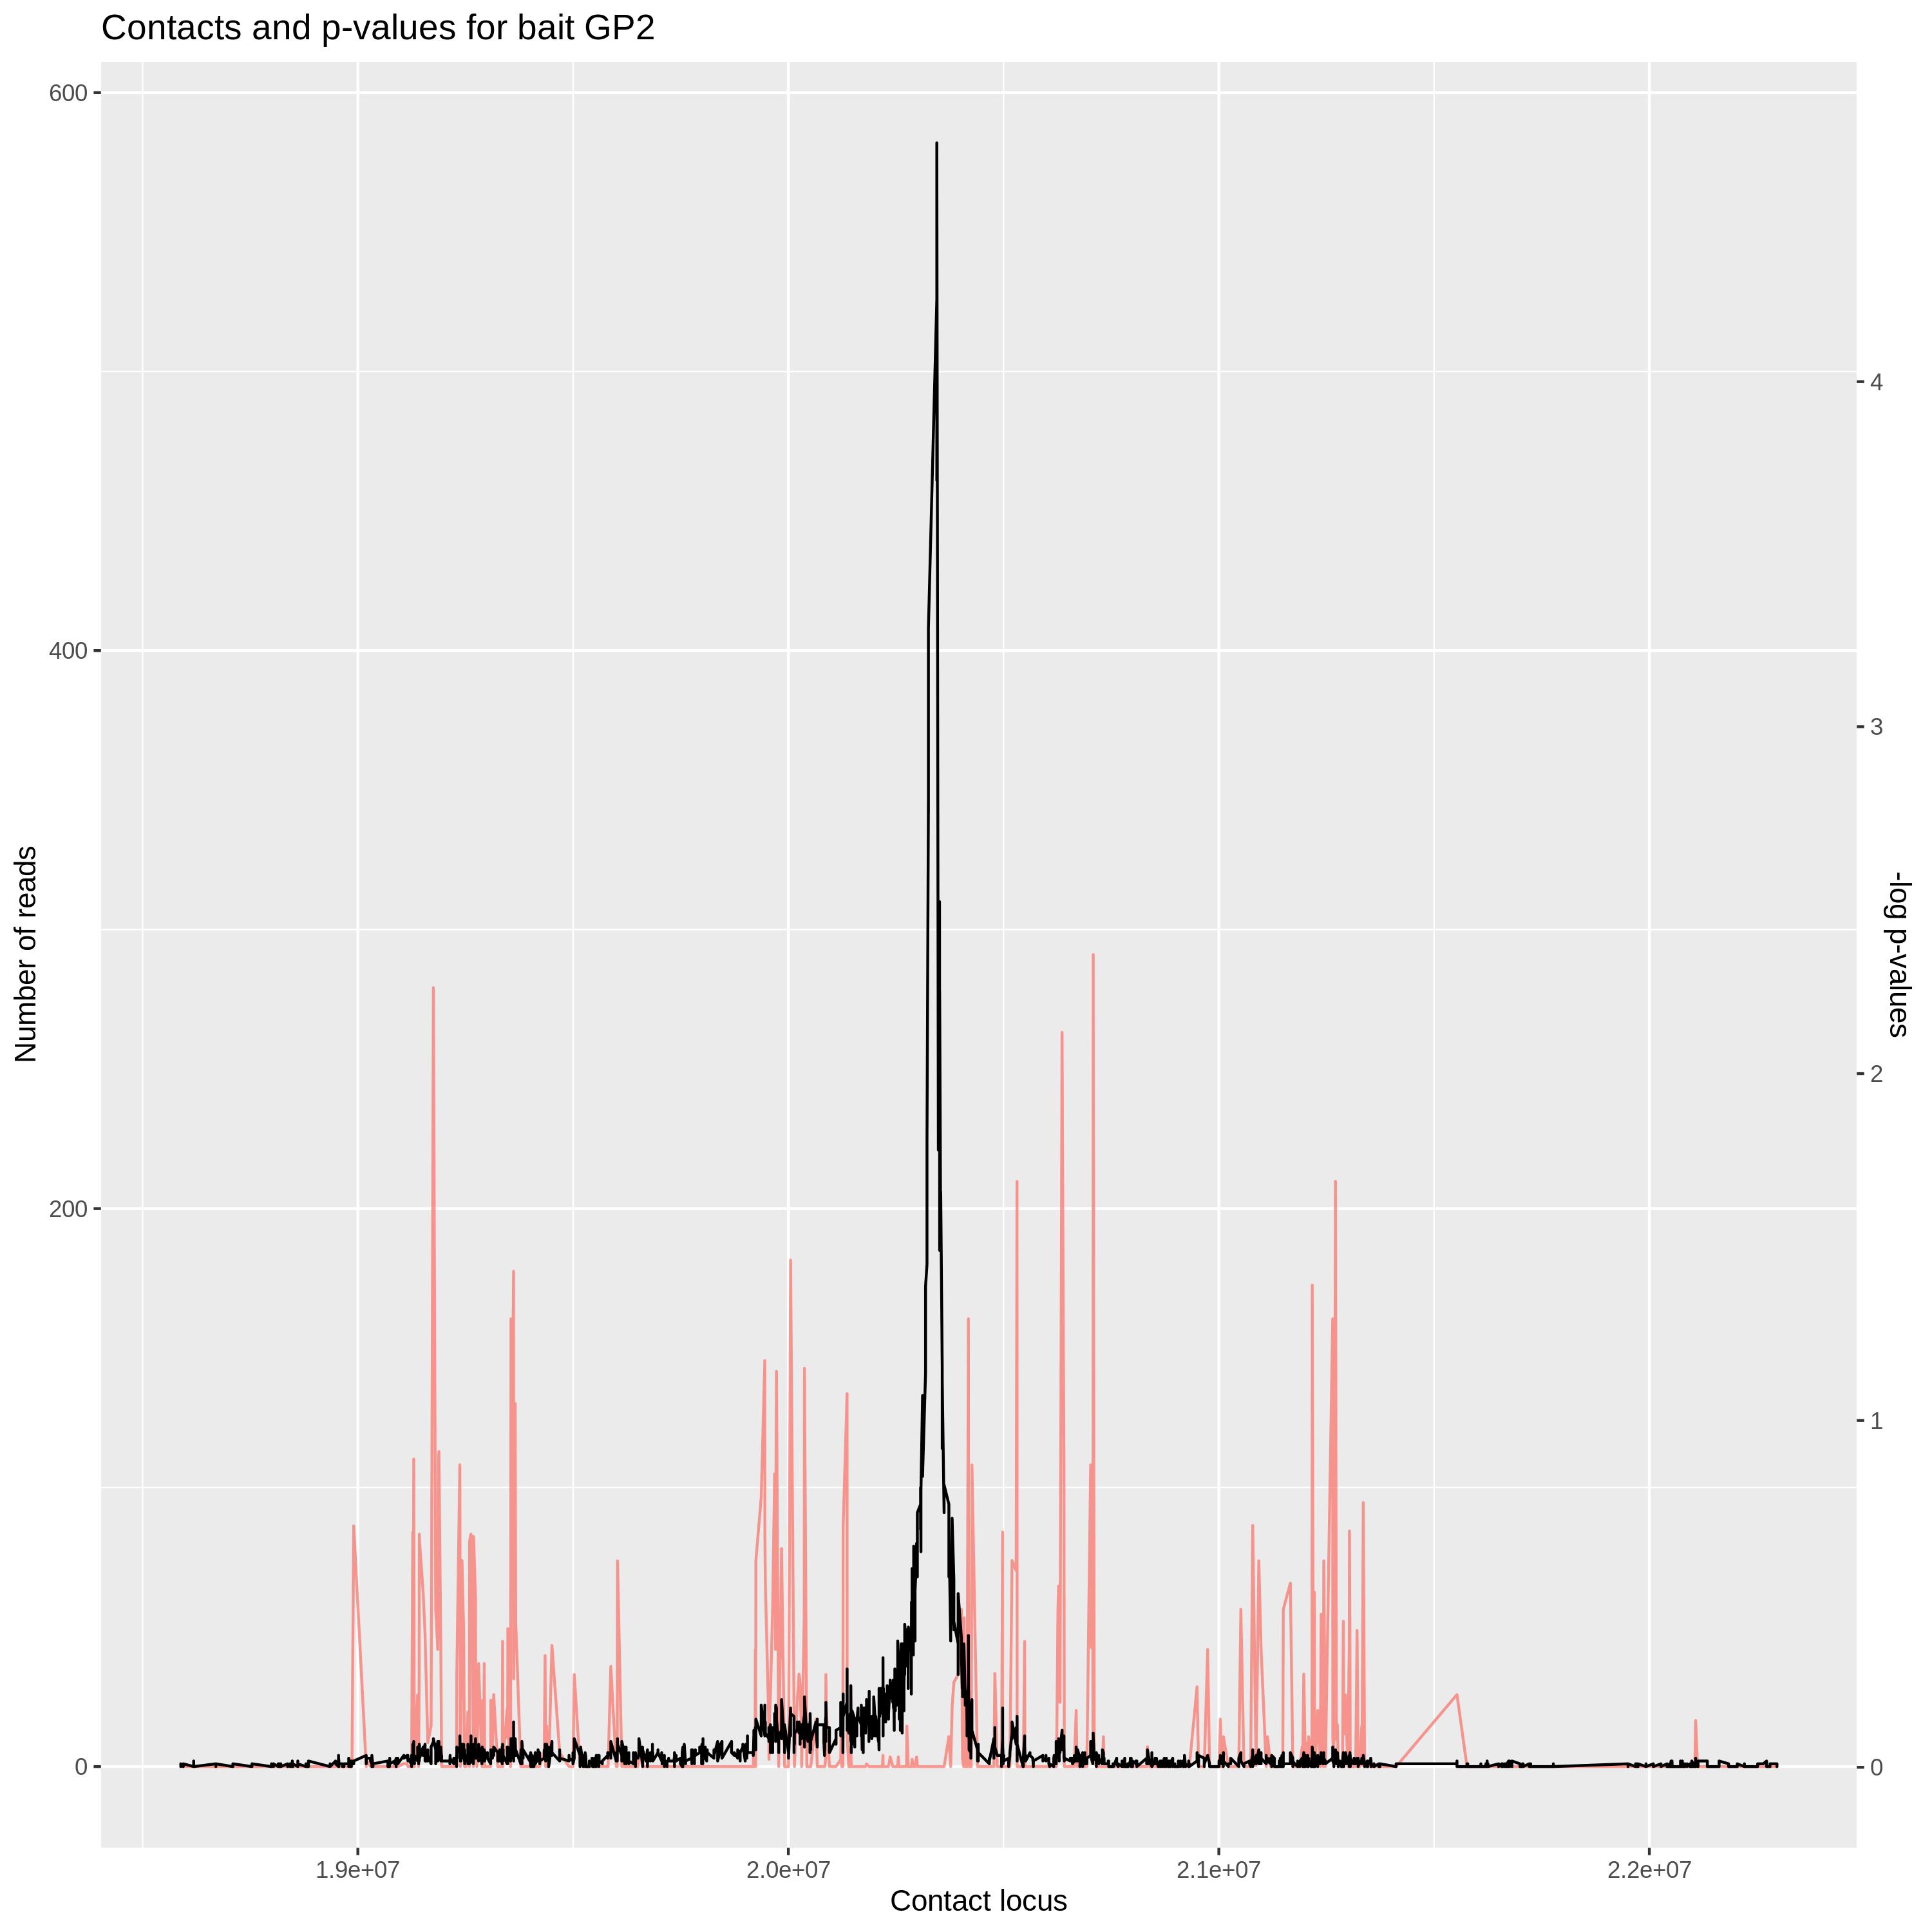 Contacts and p-values for bait GP2
600
400
200
0
Number of reads
4
3
2
1
0
-log p-values
1.9e+07 2.0e+07 2.1e+07 2.2e+07
Contact locus